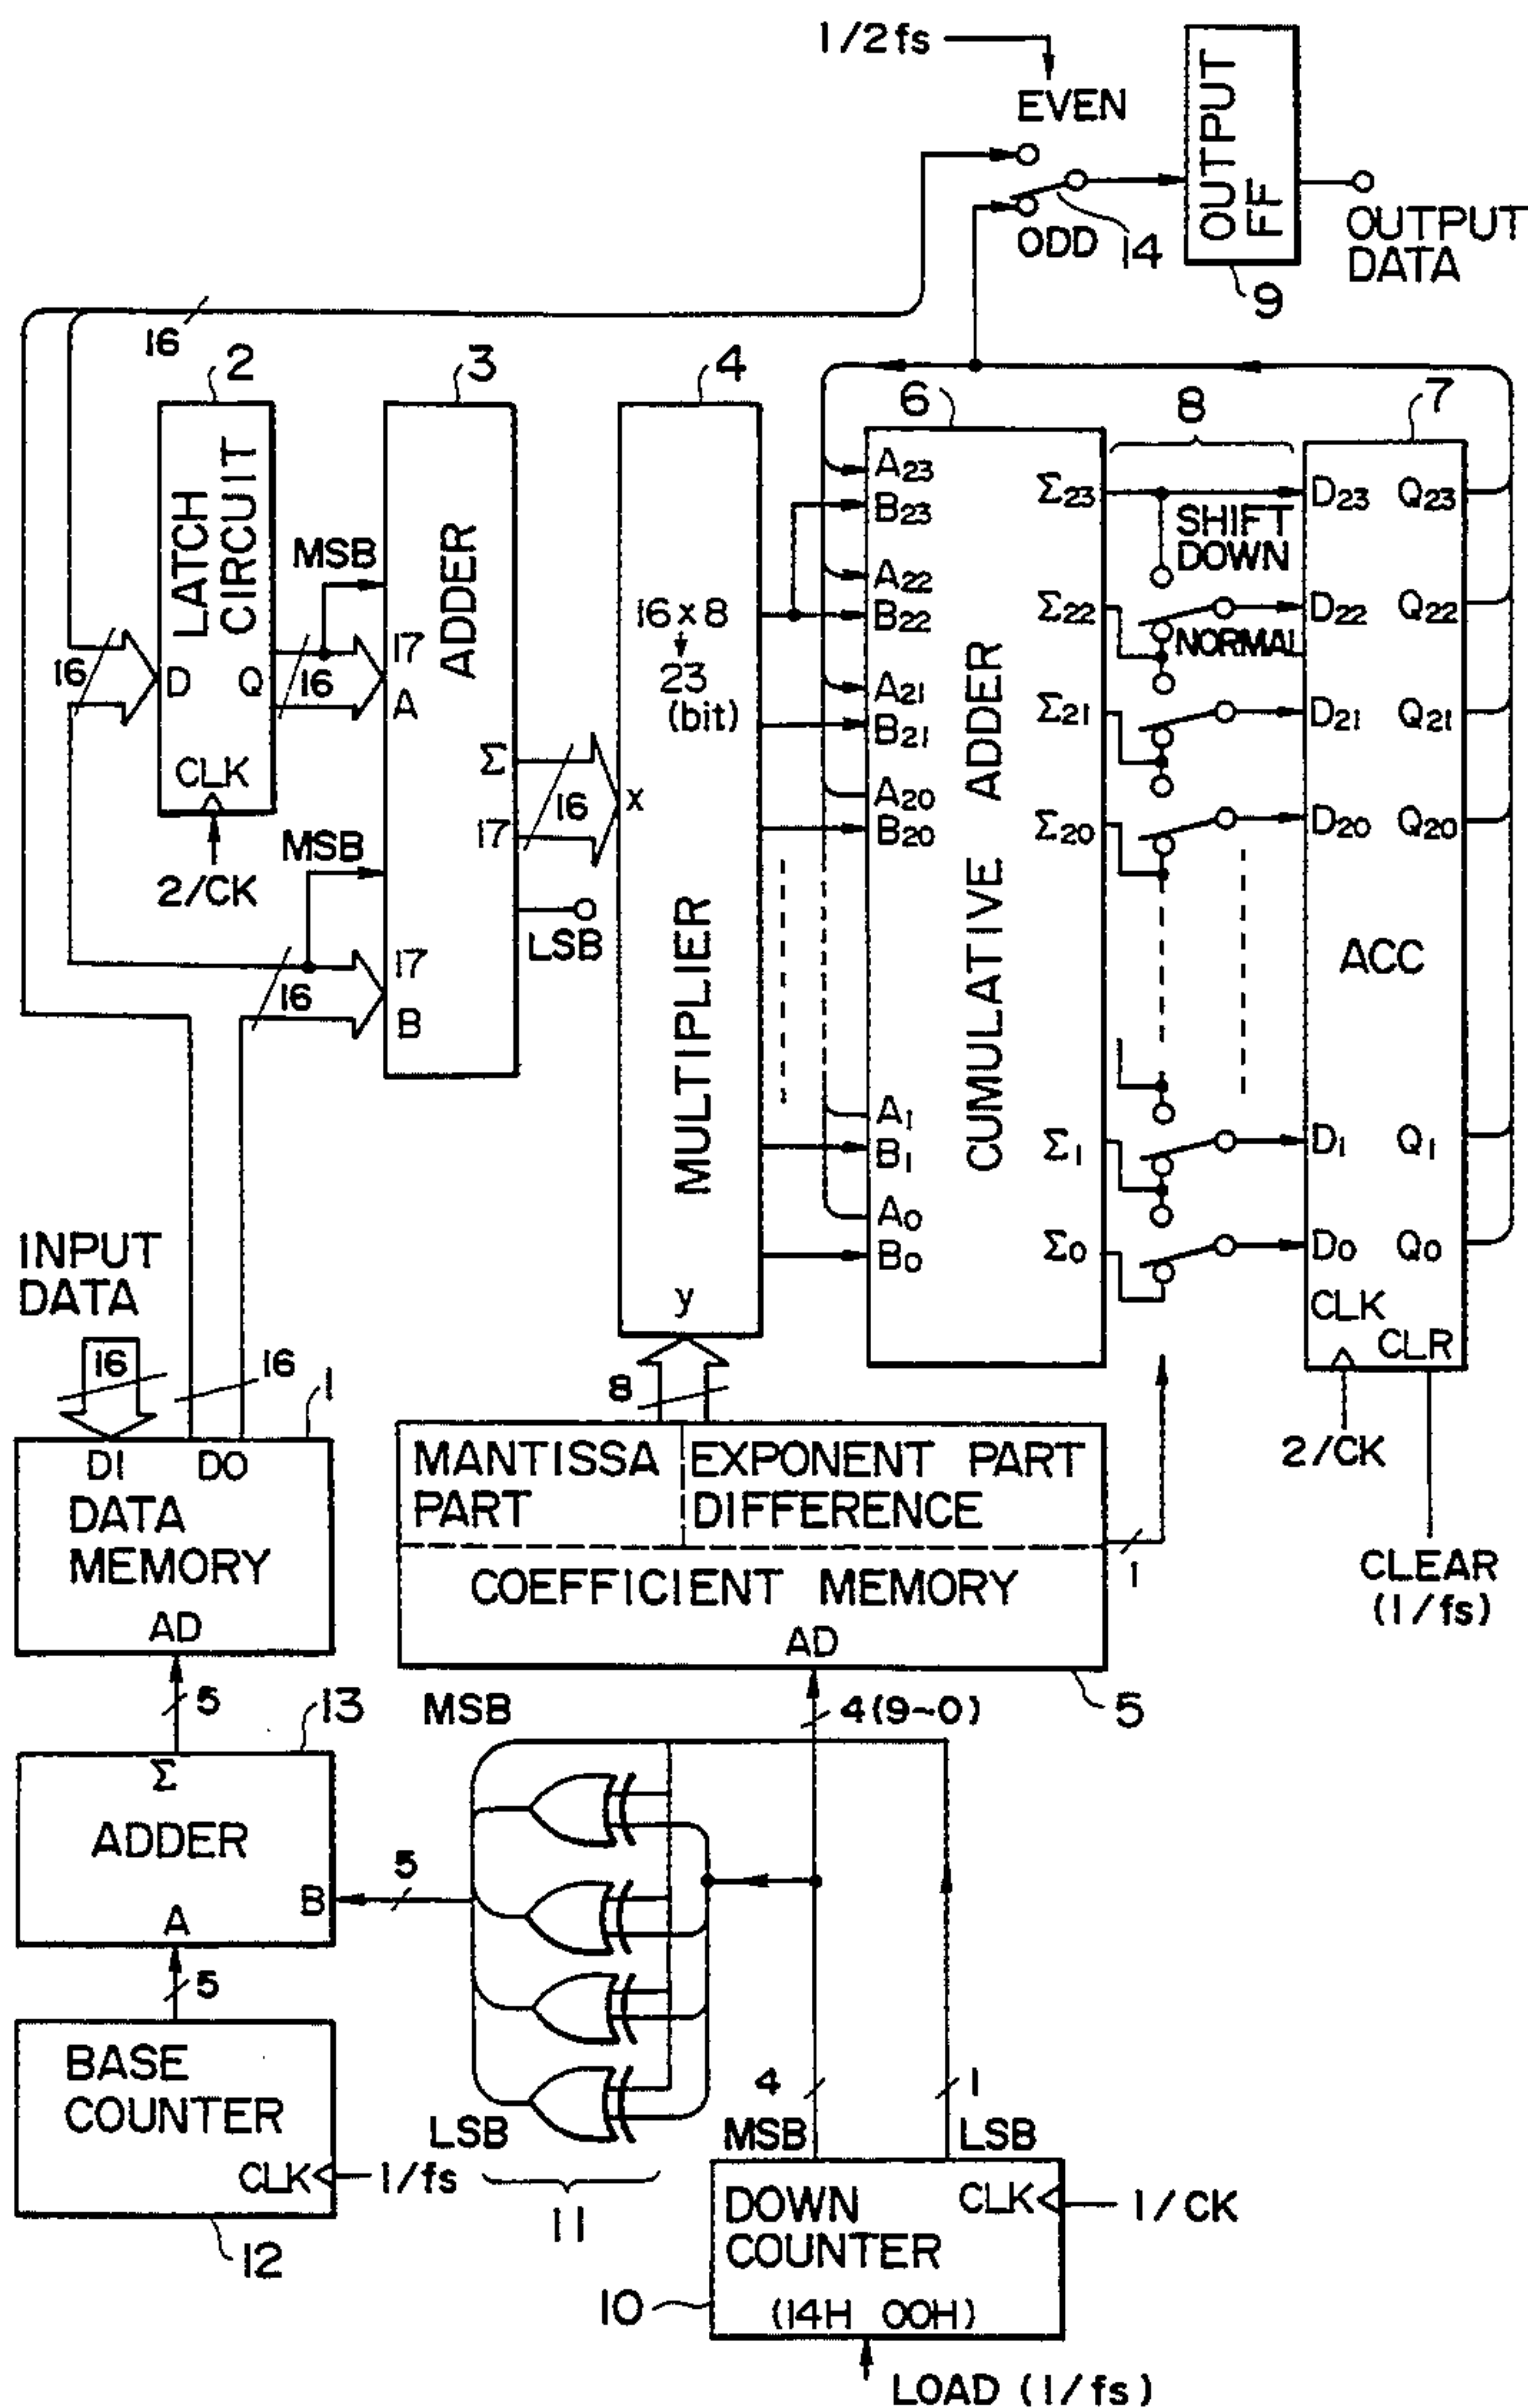 1/2fs
EVEN
ODD
14
OUTPUT
FF
9
OUTPUT
DATA
16
2
LATCH
CIRCUIT
D
Q
CLK
2/CK
16
MSB
16
MSB
16
3
ADDER
17
A
Σ
17
17
B
LSB
16
4
x
16 x 8
23
(bit)
MULTIPLIER
y
6
CUMULATIVE ADDER
A23
B23
A22
B22
A21
B21
A20
B20
A1
B1
A0
B0
Σ23
Σ22
Σ21
Σ20
Σ1
Σ0
8
SHIFT
DOWN
NORMAL
7
D23 Q23
D22 Q22
D21 Q21
D20 Q20
ACC
D1 Q1
D0 Q0
CLK
CLR
2/CK
CLEAR
(1/fs)
INPUT
DATA
16
16
1
DI DO
DATA
MEMORY
AD
5
8
MANTISSA
PART
EXPONENT PART
DIFFERENCE
COEFFICIENT MEMORY
AD
1
5
4(9~0)
13
Σ
ADDER
B
A
5
5
BASE
COUNTER
CLK
1/fs
12
MSB
LSB
11
4
MSB
1
LSB
DOWN
COUNTER
CLK
1/CK
(14H 00H)
10
LOAD (1/fs)